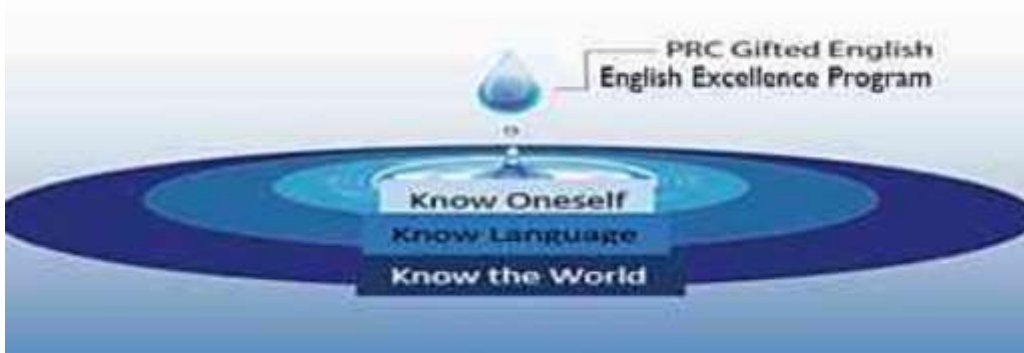 PRC Gifted English
English Excellence Program
Know Oneself
Know Language
Know the World